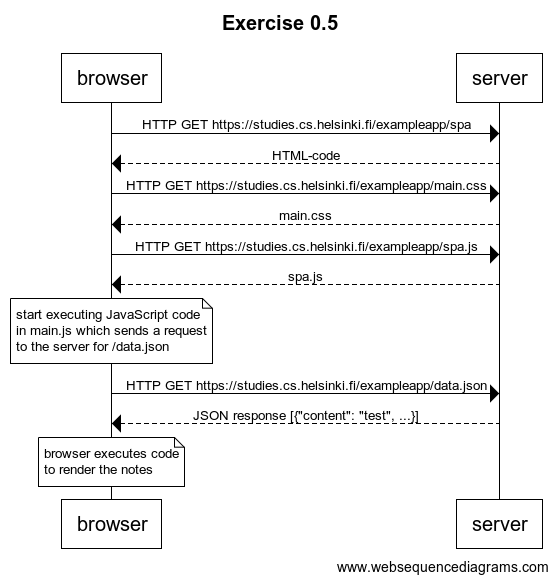 Exercise 0.5
browser
server
HTTP GET https://studies.cs.helsinki.fi/exampleapp/spa
HTML-code
HTTP GET https://studies.cs.helsinki.fi/exampleapp/main.css
main.css
HTTP GET https://studies.cs.helsinki.fi/exampleapp/spa.js
spa.js
start executing JavaScript code
in main.js which sends a request
to the server for /data.json
HTTP GET https://studies.cs.helsinki.fi/exampleapp/data.json
JSON response [{"content": "test", ...}]
browser executes code
to render the notes
browser
server
www.websequencediagrams.com